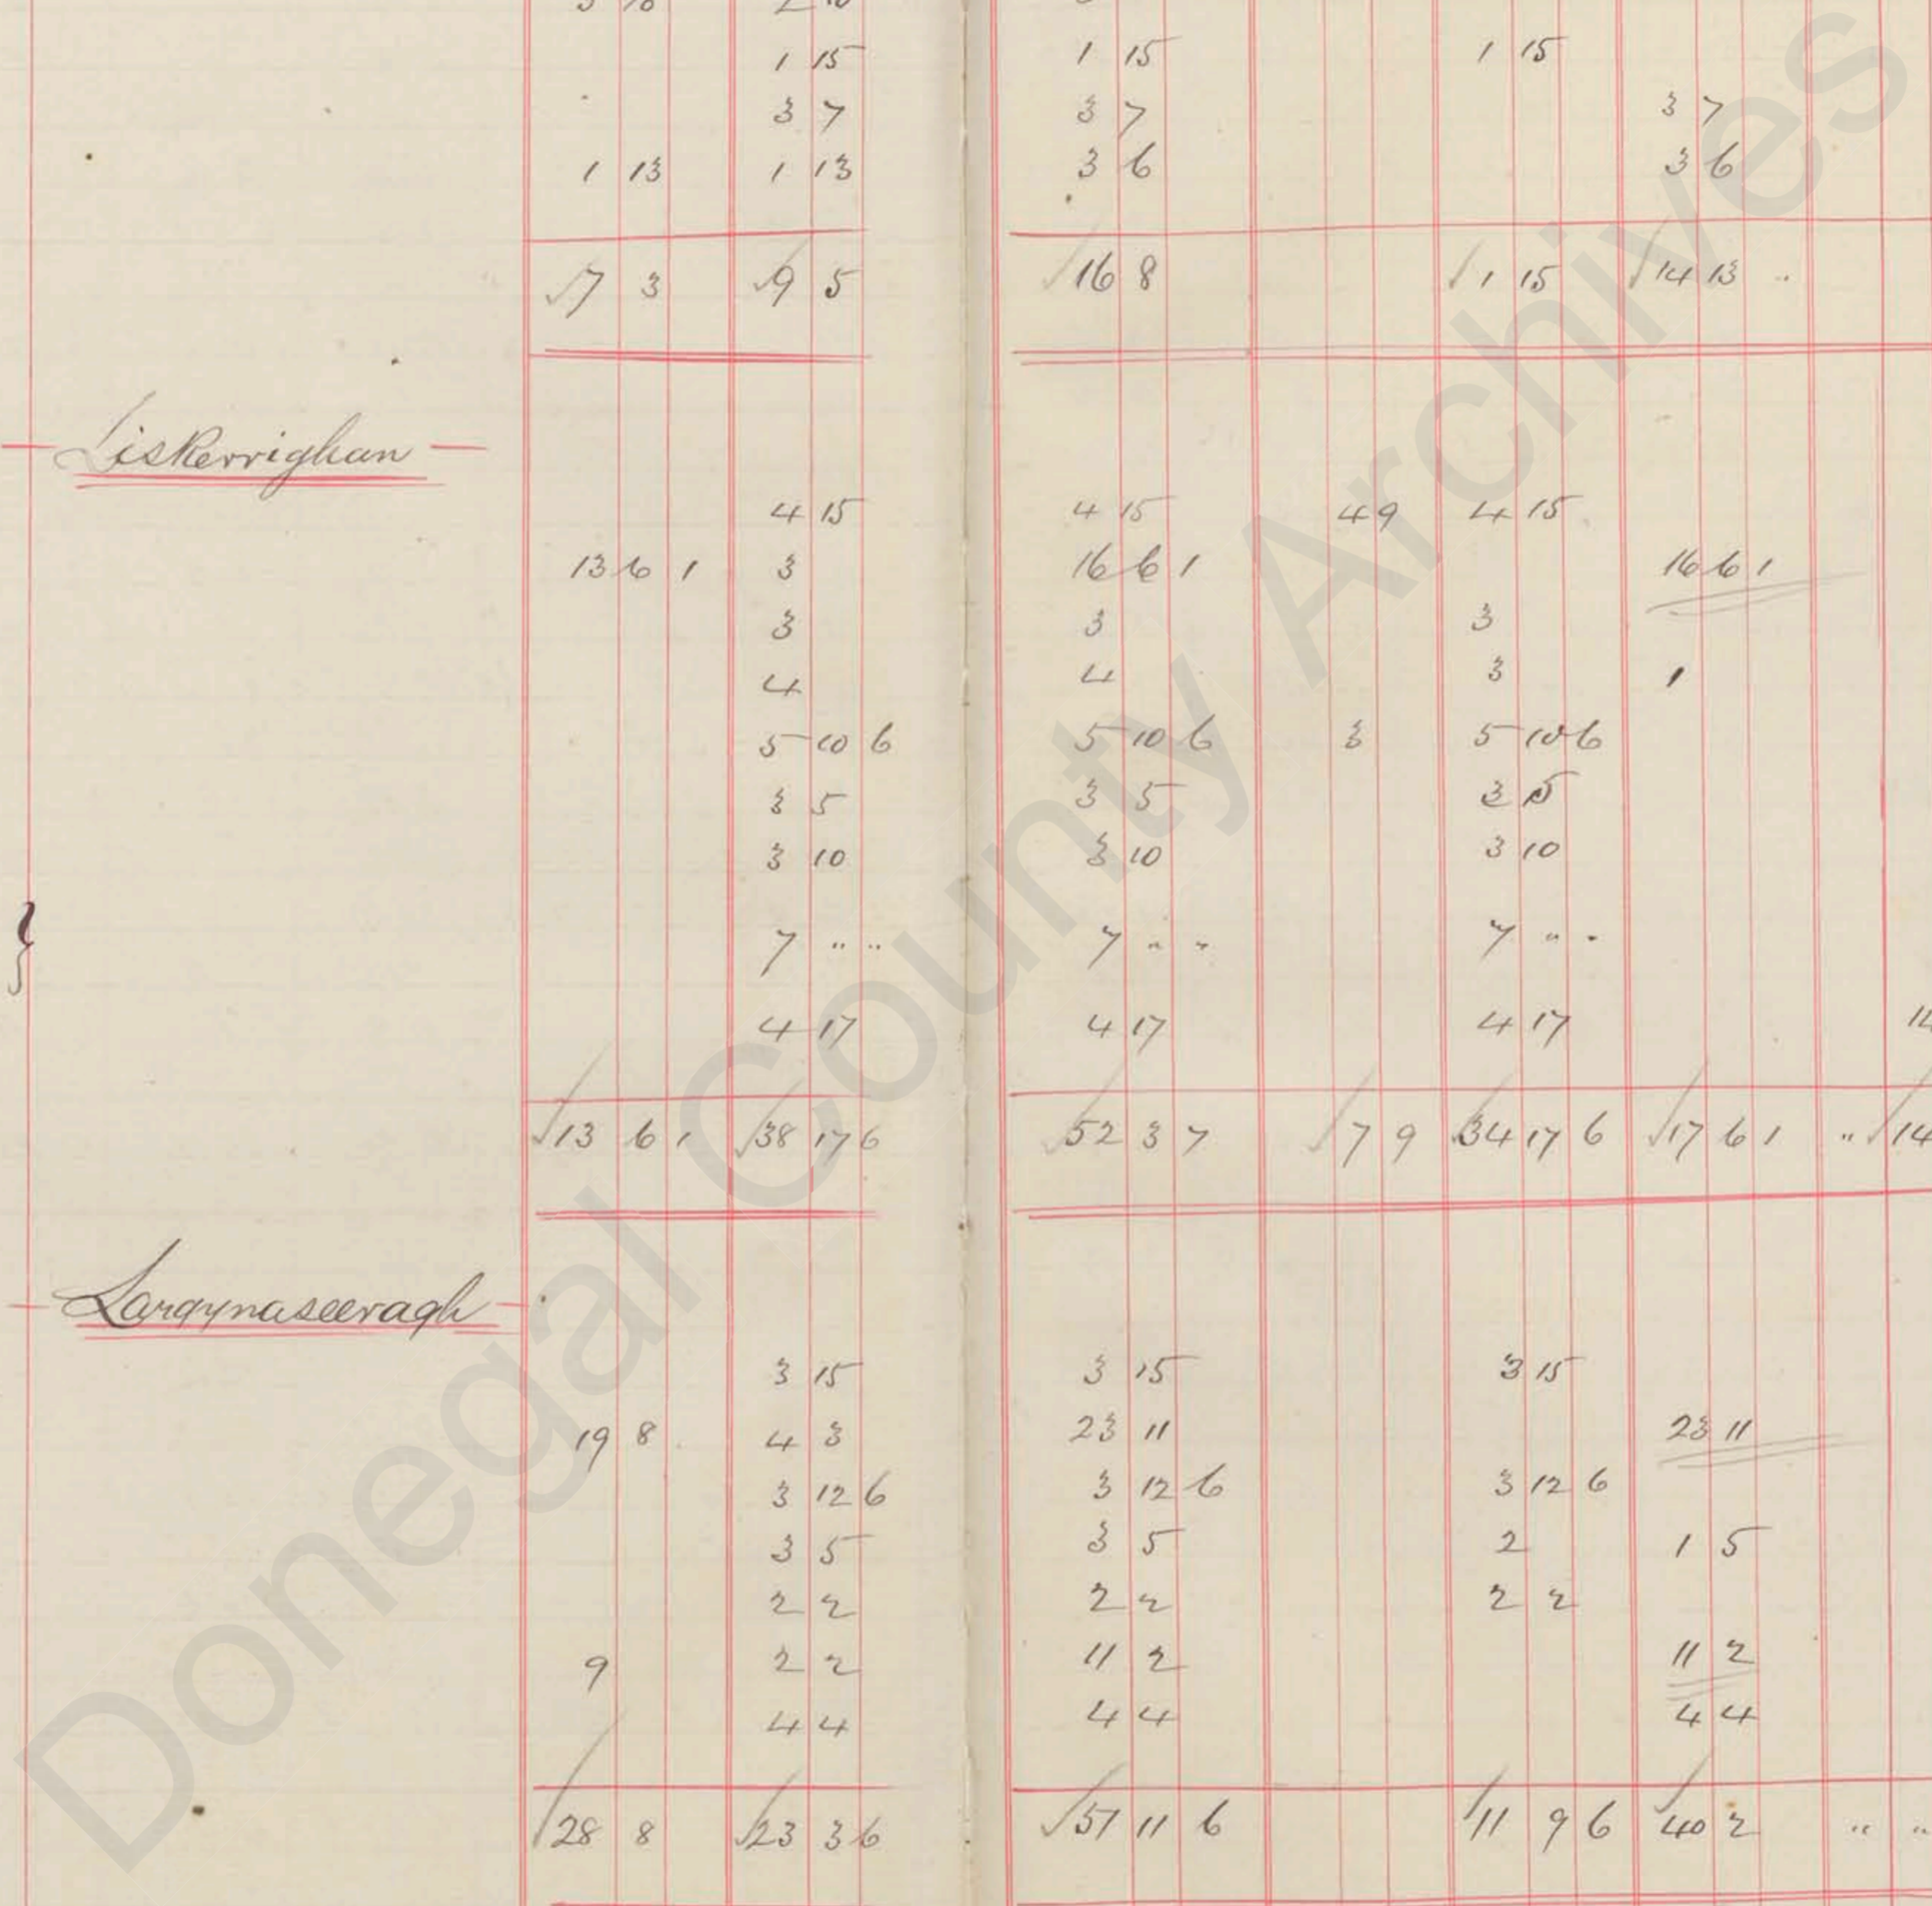 1 15 1 15 1 15
3 7 3 7 3 7
1 13 1 13 3 6 3 6
7 3 9 5 16 8 1 15 14 13 ..
Liskerrighan
4 15 4 15 4 9 4 15
13 6 1 3 16 6 1 16 6 1
3 3 3
4 4 3 1
5 10 6 5 10 6 3 5 10 6
3 5 3 5 3 5
3 10 3 10 3 10
} 7 .. .. 7 .. .. 7 .. ..
4 17 4 17 4 17 14
13 6 1 38 17 6 52 3 7 7 9 34 17 6 17 6 1 .. 14
Largynaseeragh
3 15 3 15 3 15
19 8 4 3 23 11 23 11
3 12 6 3 12 6 3 12 6
3 5 3 5 2 1 5
2 2 2 2 2 2
9 2 2 11 2 11 2
4 4 4 4 4 4
28 8 23 3 6 51 11 6 11 9 6 40 2 .. ..
Donegal County Archives